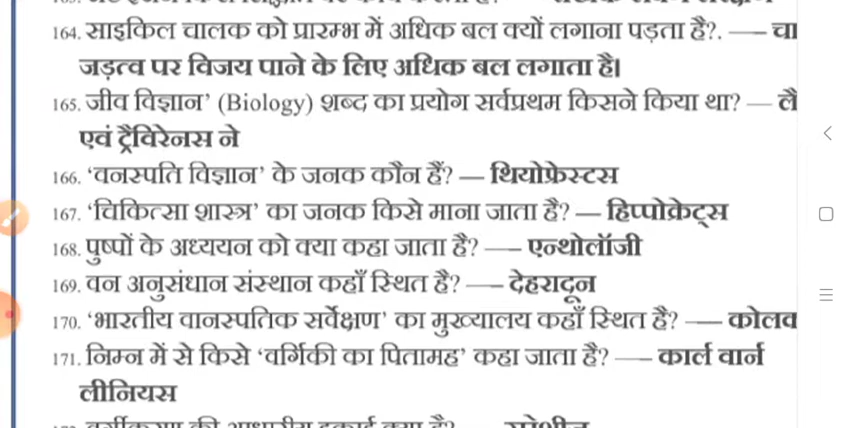 164. साइकिल चालक को प्रारम्भ में अधिक बल क्यों लगाना पड़ता है?. —
जड़त्व पर विजय पाने के लिए अधिक बल लगाता है।
165. जीव विज्ञान’ (Biology) शब्द का प्रयोग सर्वप्रथम किसने किया था? —
एवं ट्रैविरेनस ने
166. ‘वनस्पति विज्ञान’ के जनक कौन हैं? — थियोफ्रेस्टस
167. ‘चिकित्सा शास्त्र’ का जनक किसे माना जाता है? — हिप्पोक्रेट्स
168. पुष्पों के अध्ययन को क्या कहा जाता है? — एन्थोलॉजी
169. वन अनुसंधान संस्थान कहाँ स्थित है? — देहरादून
170. ‘भारतीय वानस्पतिक सर्वेक्षण’ का मुख्यालय कहाँ स्थित है? —
171. निम्न में से किसे ‘वर्गिकी का पितामह’ कहा जाता है? — कार्ल वार्न
लीनियस